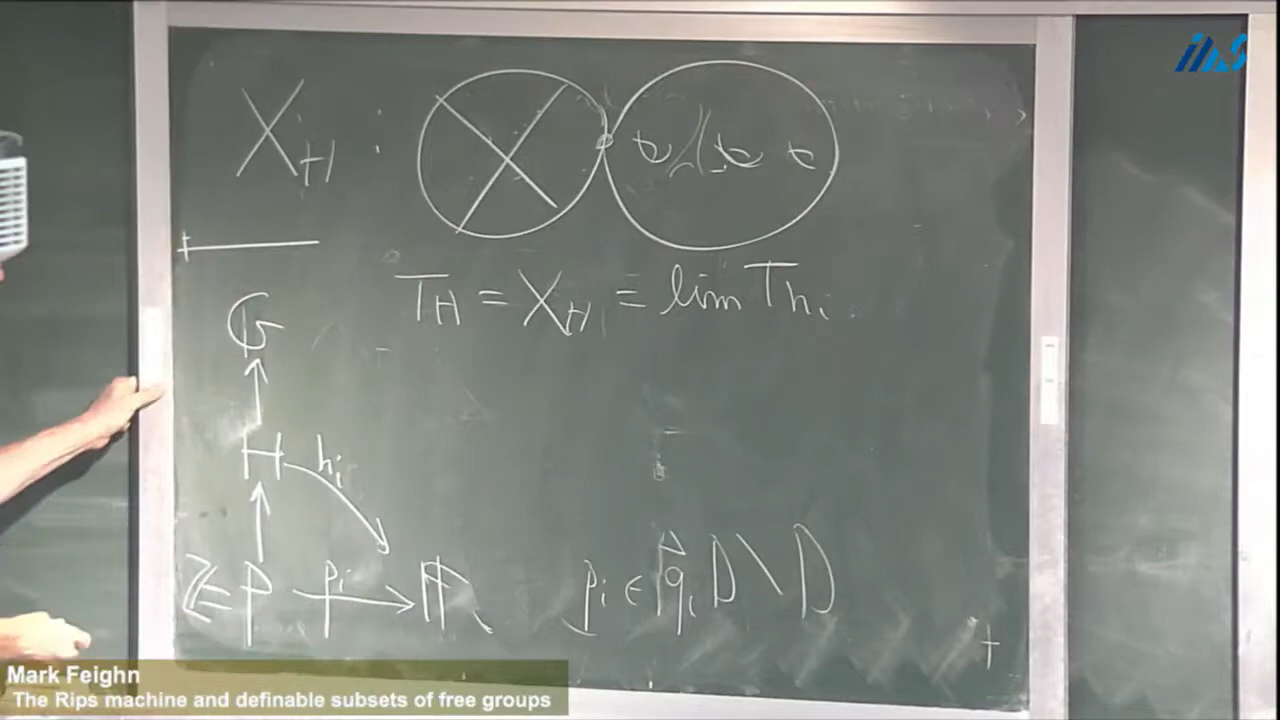 ihes
X_H :
T_H = X_H = lim T_{h_i}
G
H h_i
Z = P p_i
p_i ∈ D \ D
Mark Feighn
The Rips machine and definable subsets of free groups